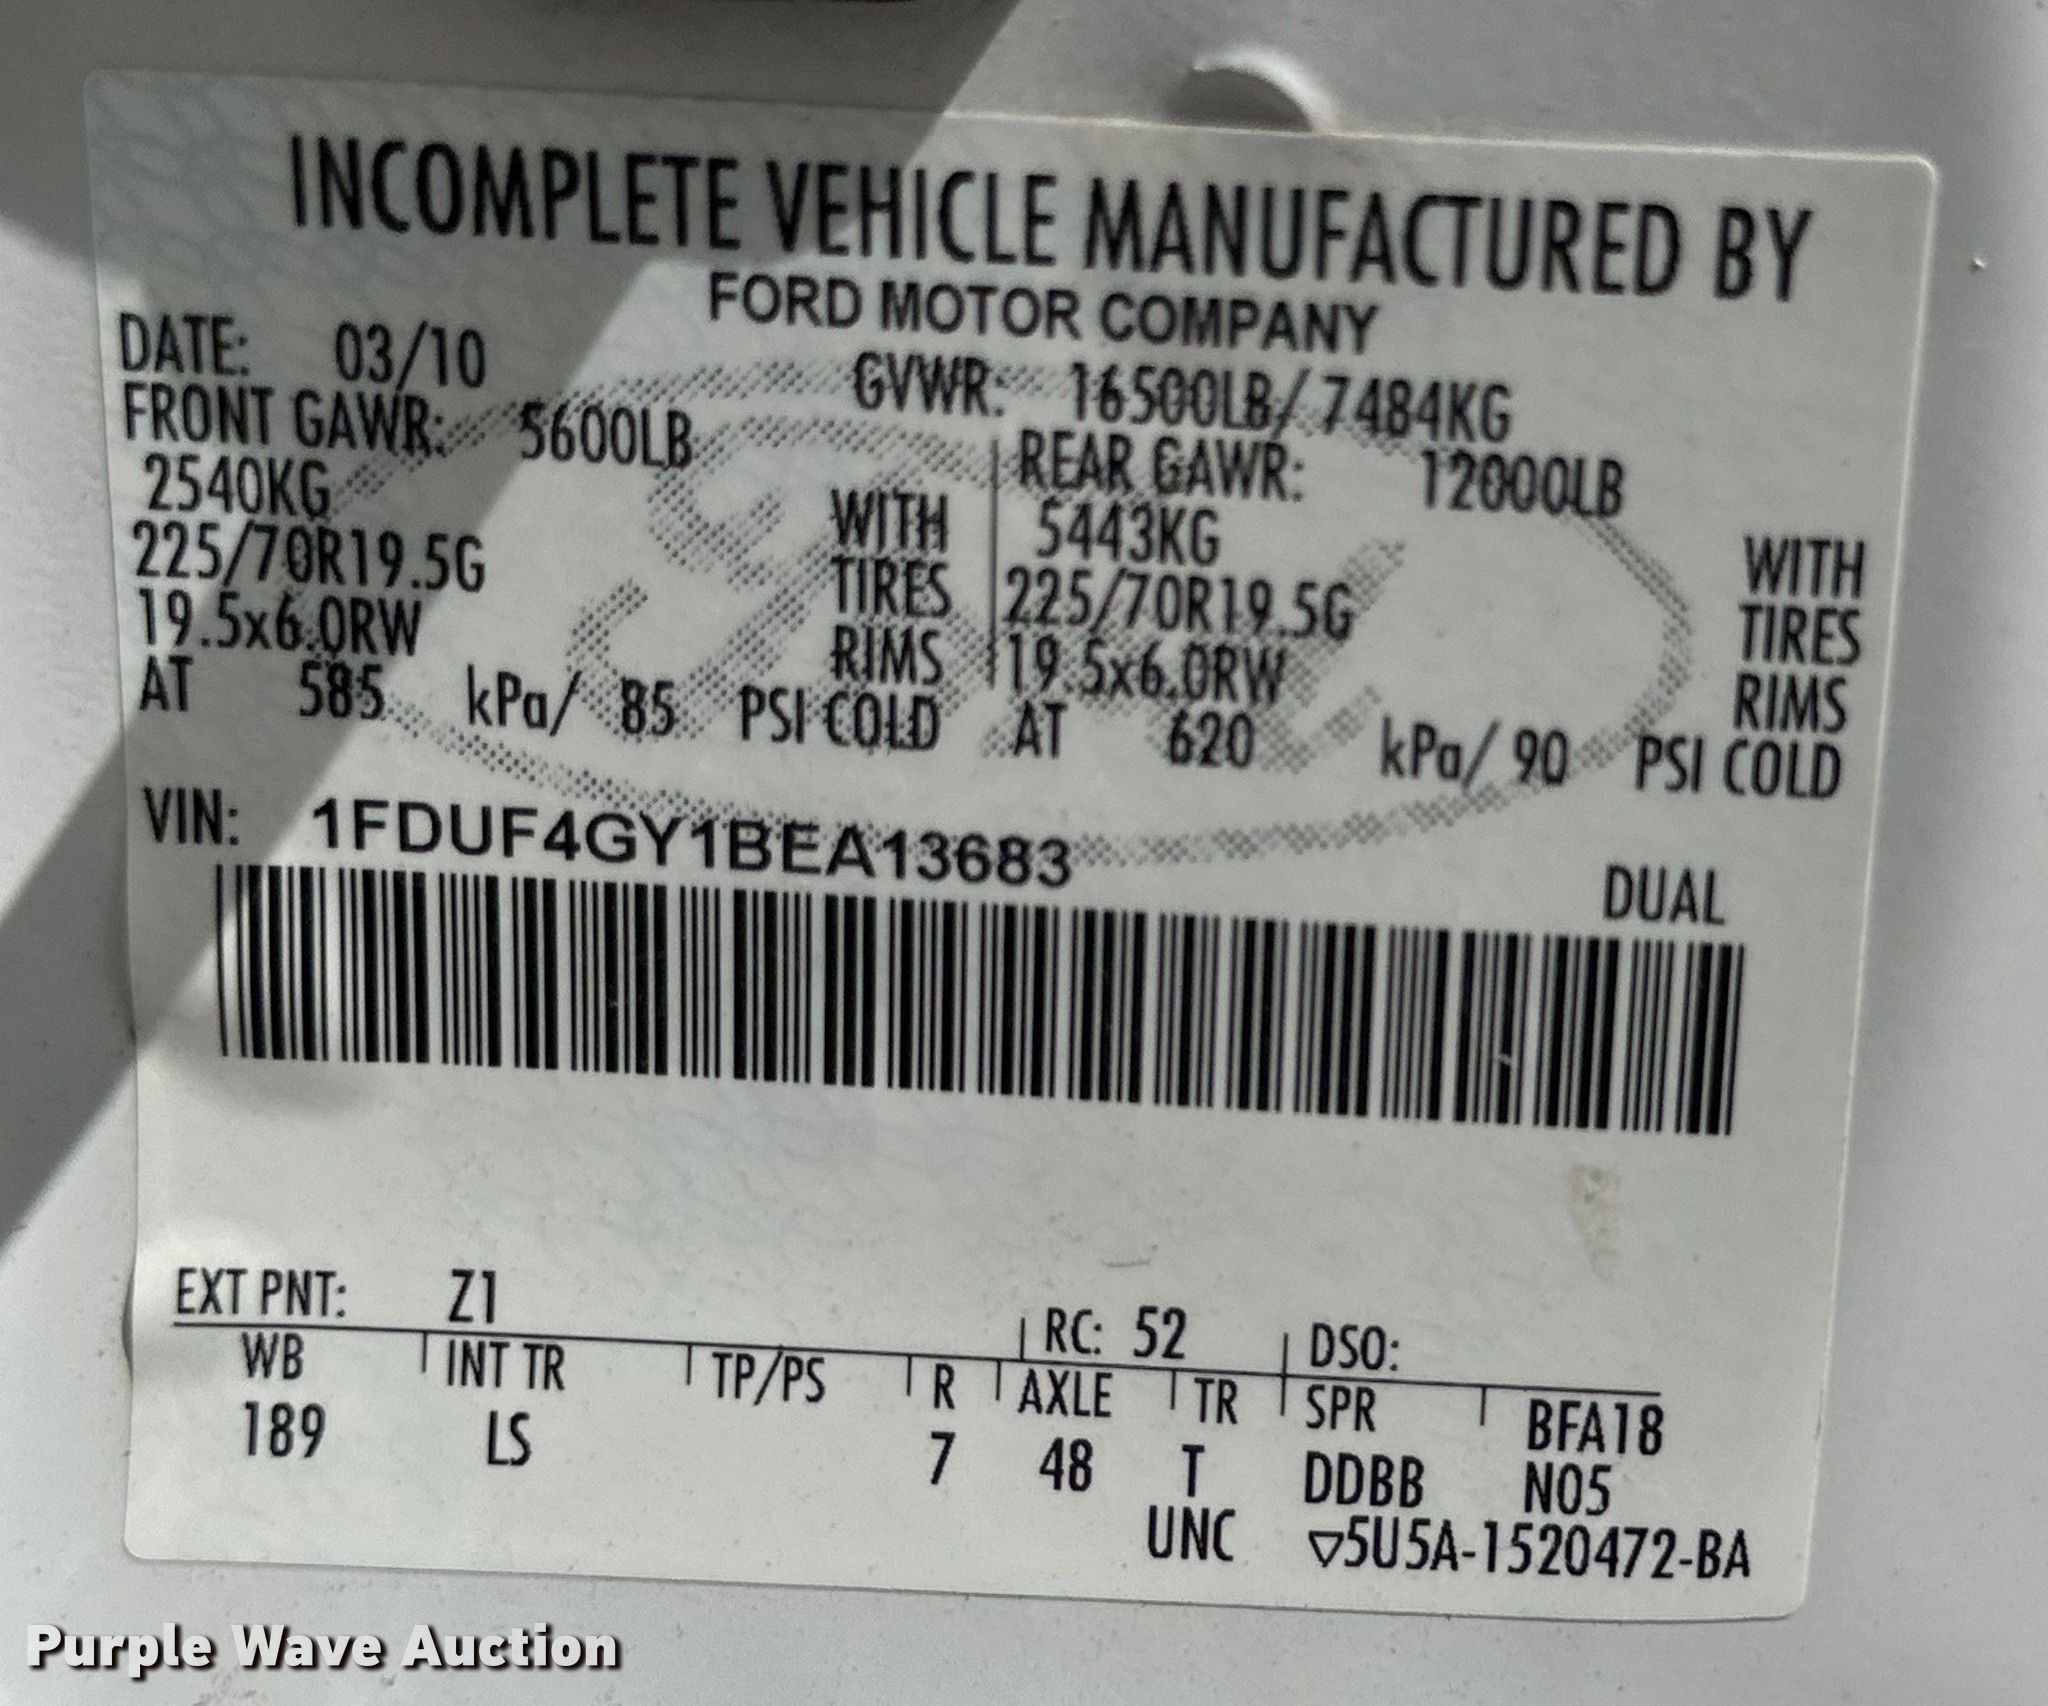 INCOMPLETE VEHICLE MANUFACTURED BY
FORD MOTOR COMPANY
DATE: 03/10 GVWR: 16500LB/ 7484KG
FRONT GAWR: 5600LB REAR GAWR: 12000LB
2540KG WITH 5443KG WITH
225/70R19.5G TIRES 225/70R19.5G TIRES
19.5x6.0RW RIMS 19.5x6.0RW RIMS
AT 585 kPa/ 85 PSI COLD AT 620 kPa/ 90 PSI COLD
VIN: 1FDUF4GY1BEA13683
DUAL
EXT PNT: Z1 RC: 52 DSO:
WB INT TR TP/PS R AXLE TR SPR BFA18
189 LS 7 48 T DDBB N05
UNC ▽5U5A-1520472-BA
Purple Wave Auction